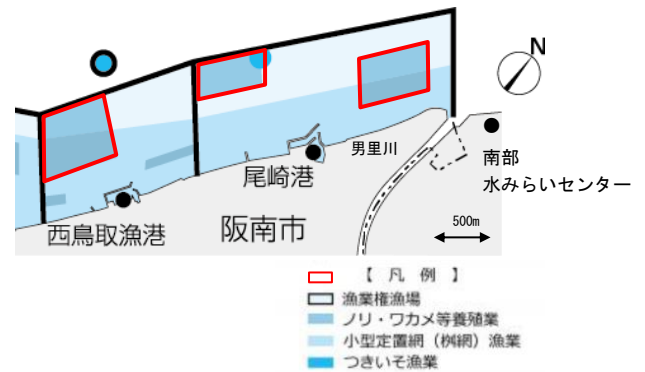 N
男里川
南部
水みらいセンター
尾崎港
西鳥取漁港
阪南市
500m
【 凡 例 】
漁業権漁場
ノリ・ワカメ等養殖業
小型定置網（桝網）漁業
つきいそ漁業